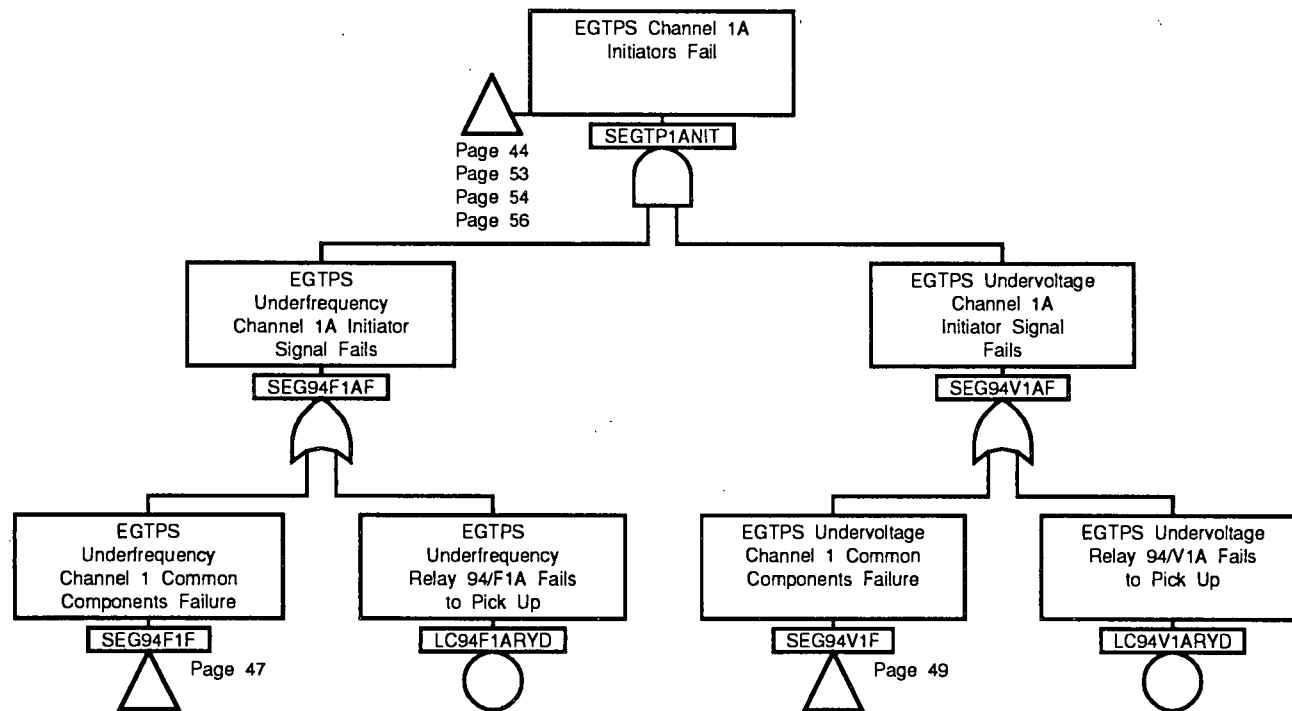 EGTPS Channel 1A
Initiators Fail
SEGTP1ANIT
Page 44
Page 53
Page 54
Page 56
EGTPS
Underfrequency
Channel 1A Initiator
Signal Fails
SEG94F1AF
EGTPS Undervoltage
Channel 1A
Initiator Signal
Fails
SEG94V1AF
EGTPS
Underfrequency
Channel 1 Common
Components Failure
SEG94F1F
Page 47
EGTPS
Underfrequency
Relay 94/F1A Fails
to Pick Up
LC94F1ARYD
EGTPS Undervoltage
Channel 1 Common
Components Failure
SEG94V1F
Page 49
EGTPS Undervoltage
Relay 94/V1A Fails
to Pick Up
LC94V1ARYD